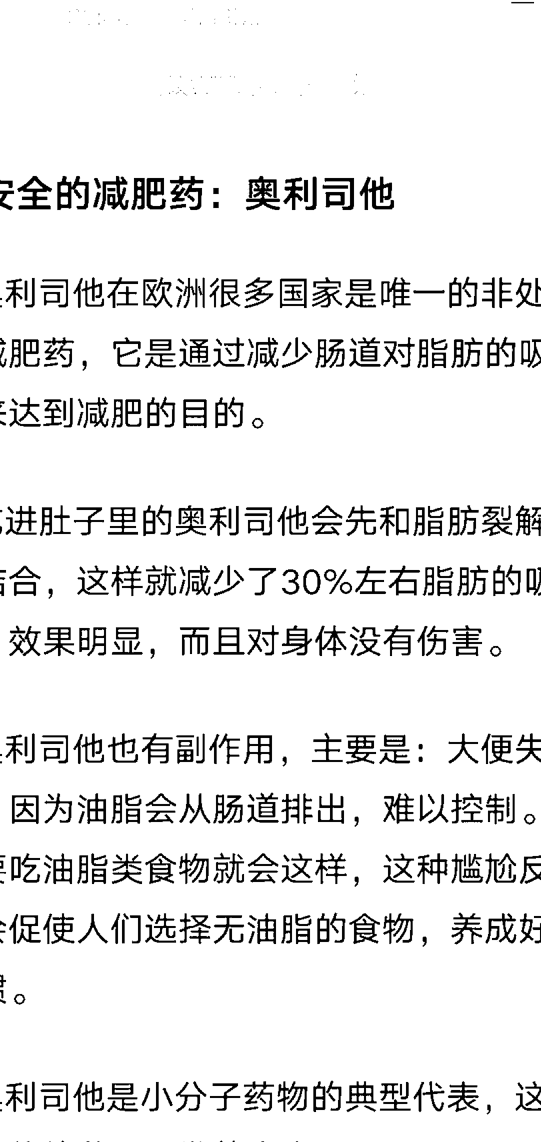 安全的减肥药：奥利司他
利司他在欧洲很多国家是唯一的非处
减肥药，它是通过减少肠道对脂肪的吸
来达到减肥的目的。
进肚子里的奥利司他会先和脂肪裂解
结合，这样就减少了30%左右脂肪的吸
效果明显，而且对身体没有伤害。
利司他也有副作用，主要是：大便失
因为油脂会从肠道排出，难以控制。
要吃油脂类食物就会这样，这种尴尬反
会促使人们选择无油脂的食物，养成好
惯。
利司他是小分子药物的典型代表，这